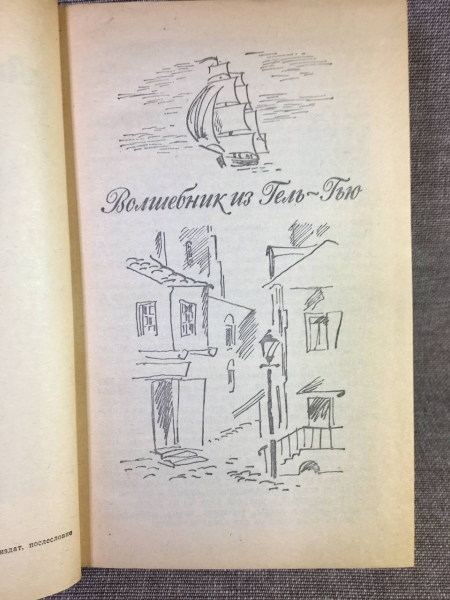 Волшебник из Гель~Гью
издат. послесловие